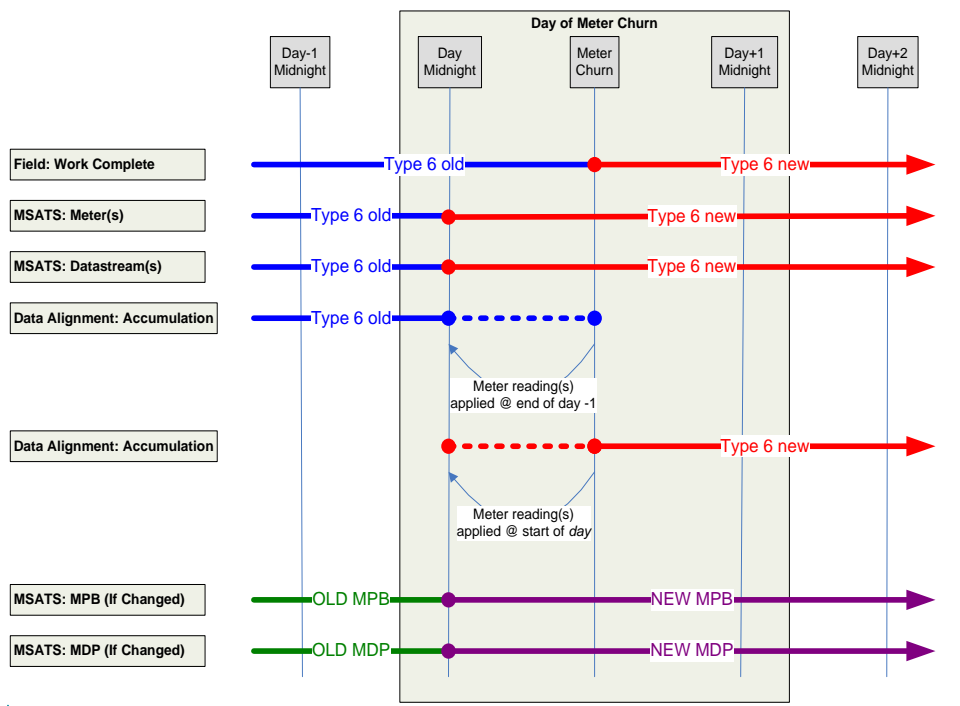 Day of Meter Churn
Day-1
Midnight
Day
Midnight
Meter
Churn
Day+1
Midnight
Day+2
Midnight
Field: Work Complete
Type 6 old
Type 6 new
MSATS: Meter(s)
Type 6 old
Type 6 new
MSATS: Datastream(s)
Type 6 old
Type 6 new
Data Alignment: Accumulation
Type 6 old
Meter reading(s)
applied @ end of day -1
Data Alignment: Accumulation
Type 6 new
Meter reading(s)
applied @ start of day
MSATS: MPB (If Changed)
OLD MPB
NEW MPB
MSATS: MDP (If Changed)
OLD MDP
NEW MDP